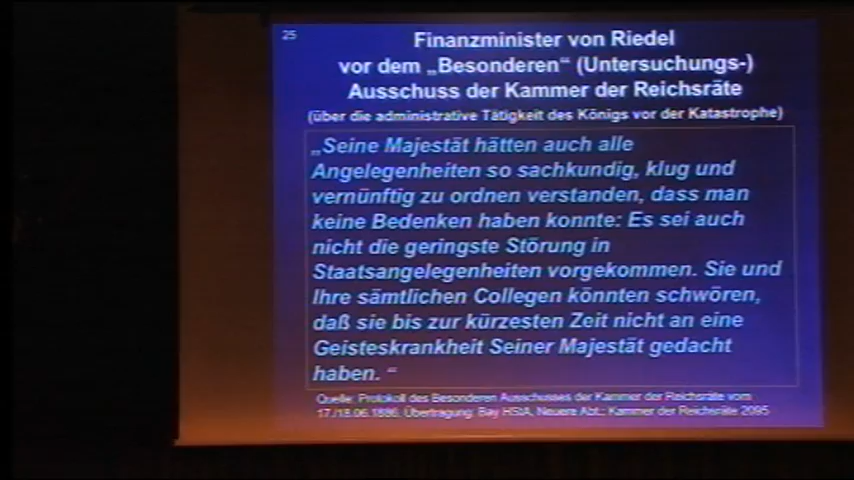 25
Finanzminister von Riedel
vor dem „Besonderen“ (Untersuchungs-)
Ausschuss der Kammer der Reichsräte
(über die administrative Tätigkeit des Königs vor der Katastrophe)
„Seine Majestät hätten auch alle
Angelegenheiten so sachkundig, klug und
vernünftig zu ordnen verstanden, dass man
keine Bedenken haben konnte: Es sei auch
nicht die geringste Störung in
Staatsangelegenheiten vorgekommen. Sie und
Ihre sämtlichen Collegen könnten schwören,
daß sie bis zur kürzesten Zeit nicht an eine
Geisteskrankheit Seiner Majestät gedacht
haben. “
Quelle: Protokoll des Besonderen Ausschusses der Kammer der Reichsräte vom
17./18.06.1886. Übertragung: Bay HStA, Neuere Abt.: Kammer der Reichsräte 2095